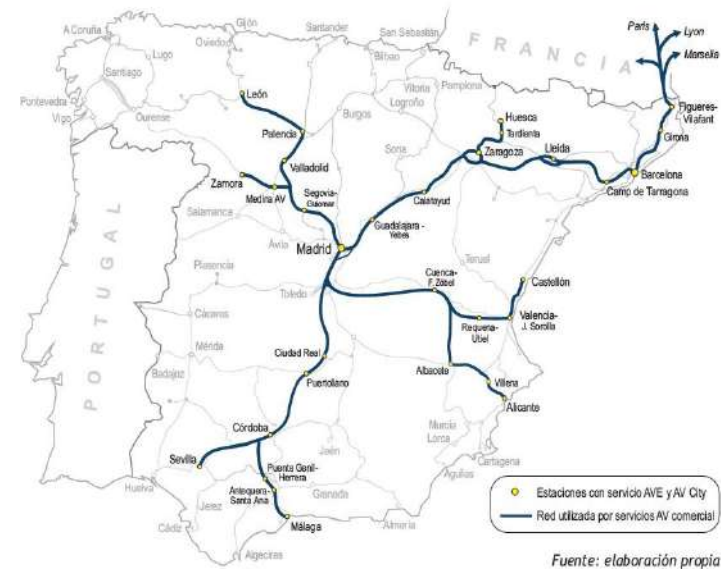 Gijón
A Coruña
Santander
San Sebastián
Oviedo
Bilbao
Lugo
Santiago
Pontevedra
Vigo
Ourense
León
Palencia
Burgos
Vitoria
Logroño
Pamplona
FRANCIA
París
Lyon
Marsella
Huesca
Tardienta
Figueres-
Vilafant
Girona
Zaragoza
Lleida
Barcelona
Camp de Tarragona
Soria
Calatayud
Zamora
Valladolid
Medina AV
Segovia-
Guiomar
Salamanca
Ávila
Guadalajara -
Yebes
Madrid
PORTUGAL
Plasencia
Toledo
Teruel
Cuenca-
F. Zóbel
Castellón
Cáceres
Requena-
Utiel
Valencia-
J. Sorolla
Mérida
Badajoz
Ciudad Real
Puertollano
Albacete
Villena
Alicante
Córdoba
Jaén
Murcia
Lorca
Cartagena
Sevilla
Puente Genil-
Herrera
Águilas
Huelva
Antequera-
Santa Ana
Granada
Jerez
Cádiz
Málaga
Almería
Algeciras
Estaciones con servicio AVE y AV City
Red utilizada por servicios AV comercial
Fuente: elaboración propia